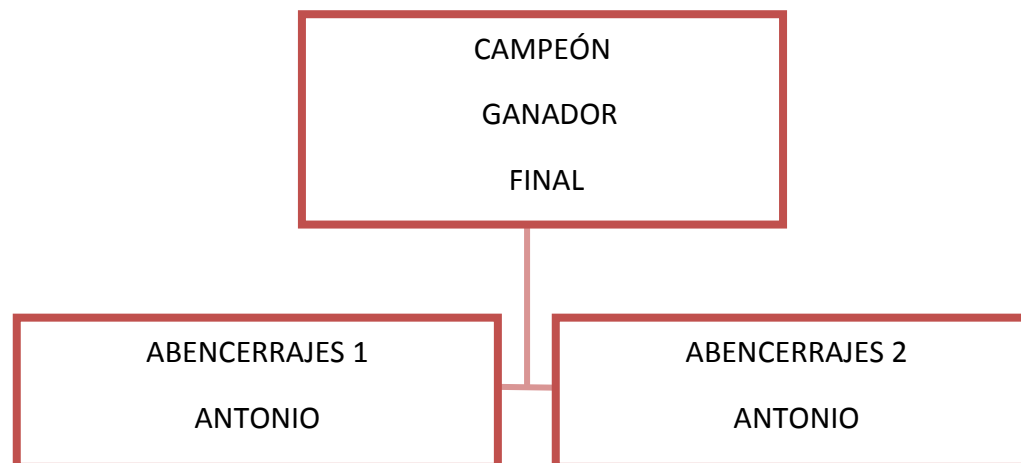 CAMPEÓN
GANADOR
FINAL
ABENCERRAJES 1
ANTONIO
ABENCERRAJES 2
ANTONIO